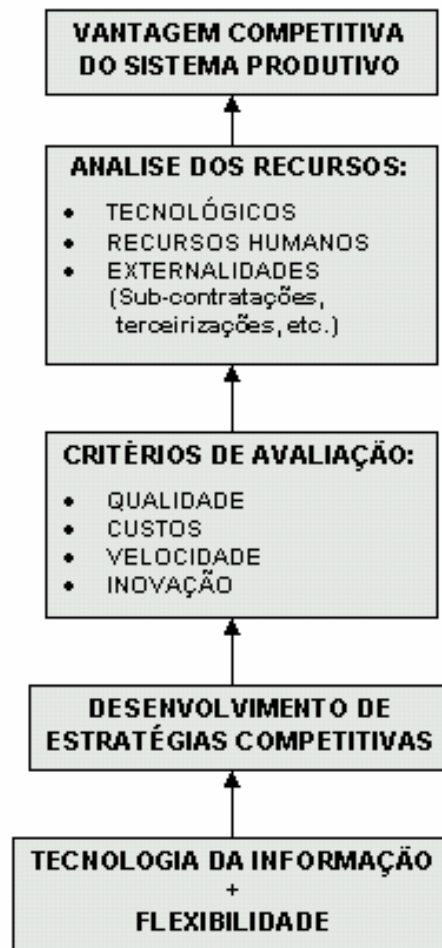 VANTAGEM COMPETITIVA
DO SISTEMA PRODUTIVO
ANALISE DOS RECURSOS:
• TECNOLÓGICOS
• RECURSOS HUMANOS
• EXTERNALIDADES
(Sub-contratações,
terceirizações, etc.)
CRITÉRIOS DE AVALIAÇÃO:
• QUALIDADE
• CUSTOS
• VELOCIDADE
• INOVAÇÃO
DESENVOLVIMENTO DE
ESTRATÉGIAS COMPETITIVAS
TECNOLOGIA DA INFORMAÇÃO
+
FLEXIBILIDADE